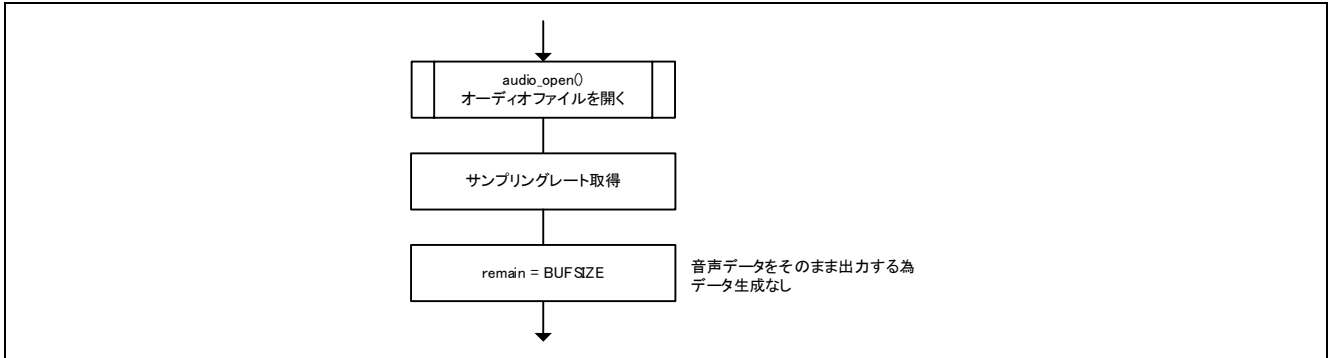 audio_open()
オーディオファイルを開く
サンプリングレート取得
remain = BUFSIZE
音声データをそのまま出力する為
データ生成なし